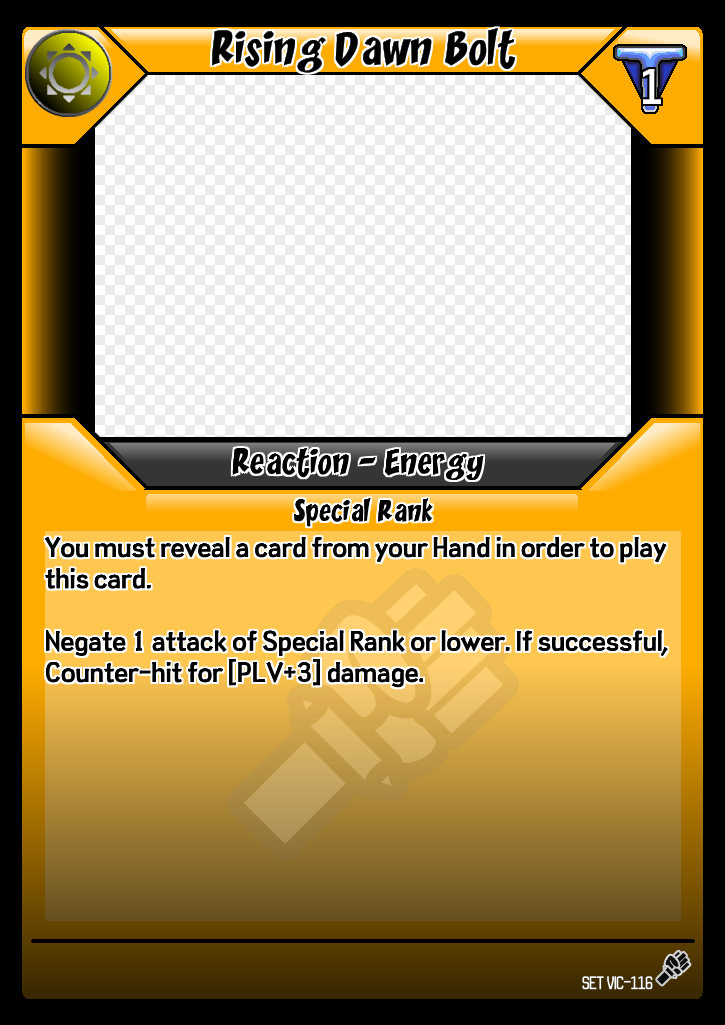 Rising Dawn Bolt
1
Reaction - Energy
Special Rank
You must reveal a card from your Hand in order to play
this card.
Negate 1 attack of Special Rank or lower. If successful,
Counter-hit for [PLV+3] damage.
SET VIC-116